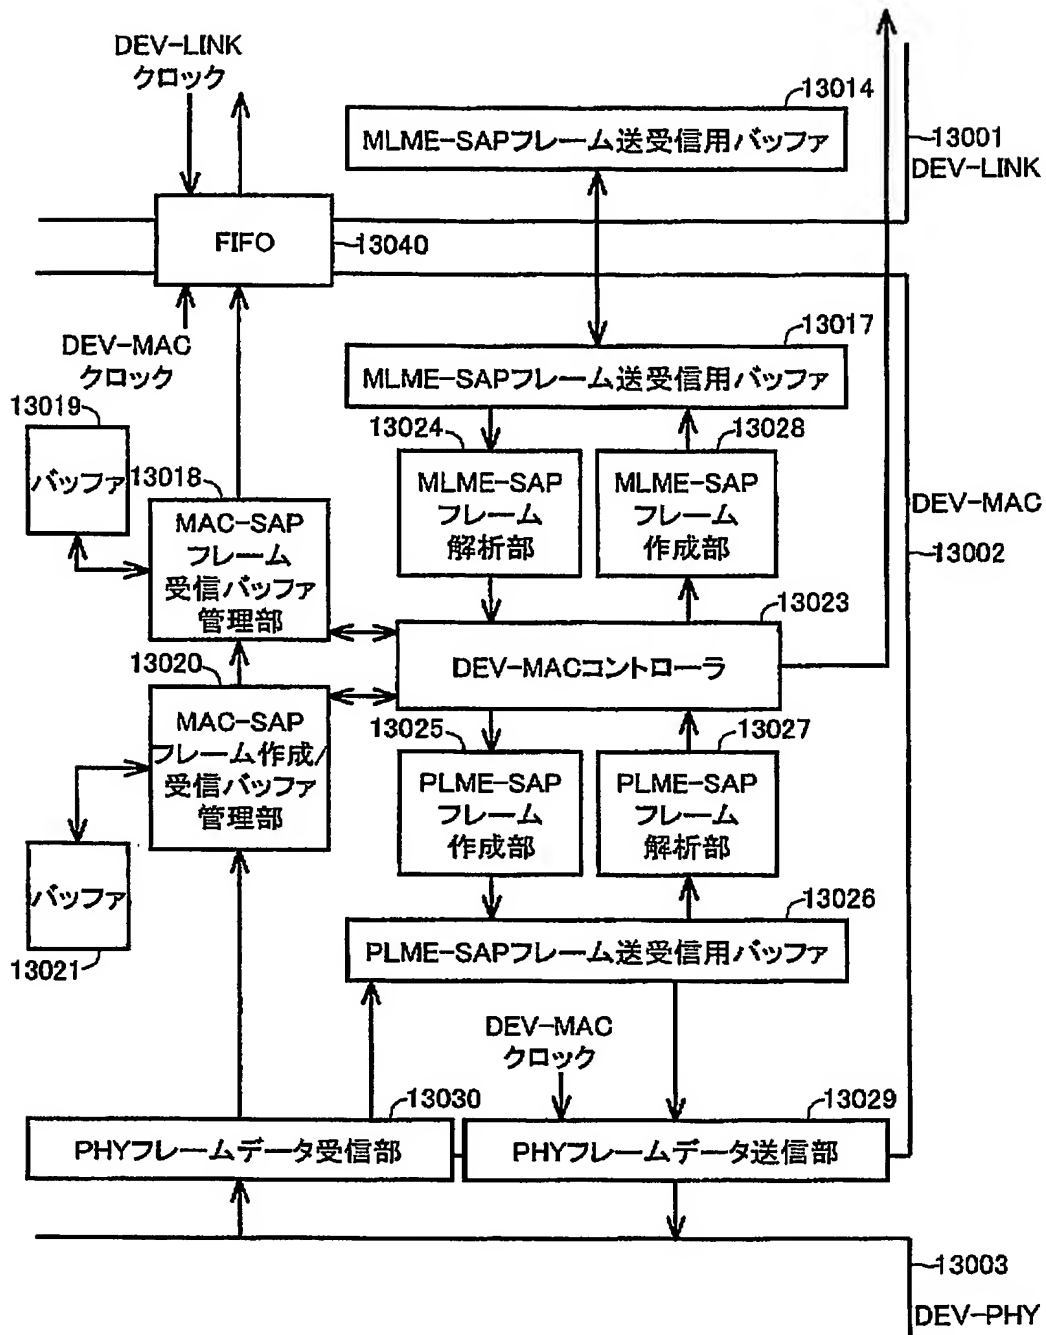 DEV-LINK
クロック
13014
MLME-SAPフレーム送受信用バッファ
13001
DEV-LINK
FIFO
13040
DEV-MAC
クロック
13017
MLME-SAPフレーム送受信用バッファ
13019
バッファ
13018
MAC-SAP
フレーム
受信バッファ
管理部
13024
MLME-SAP
フレーム
解析部
13028
MLME-SAP
フレーム
作成部
DEV-MAC
13002
13023
DEV-MACコントローラ
13020
MAC-SAP
フレーム作成/
受信バッファ
管理部
13025
PLME-SAP
フレーム
作成部
13027
PLME-SAP
フレーム
解析部
バッファ
13021
13026
PLME-SAPフレーム送受信用バッファ
DEV-MAC
クロック
13030
PHYフレームデータ受信部
13029
PHYフレームデータ送信部
13003
DEV-PHY